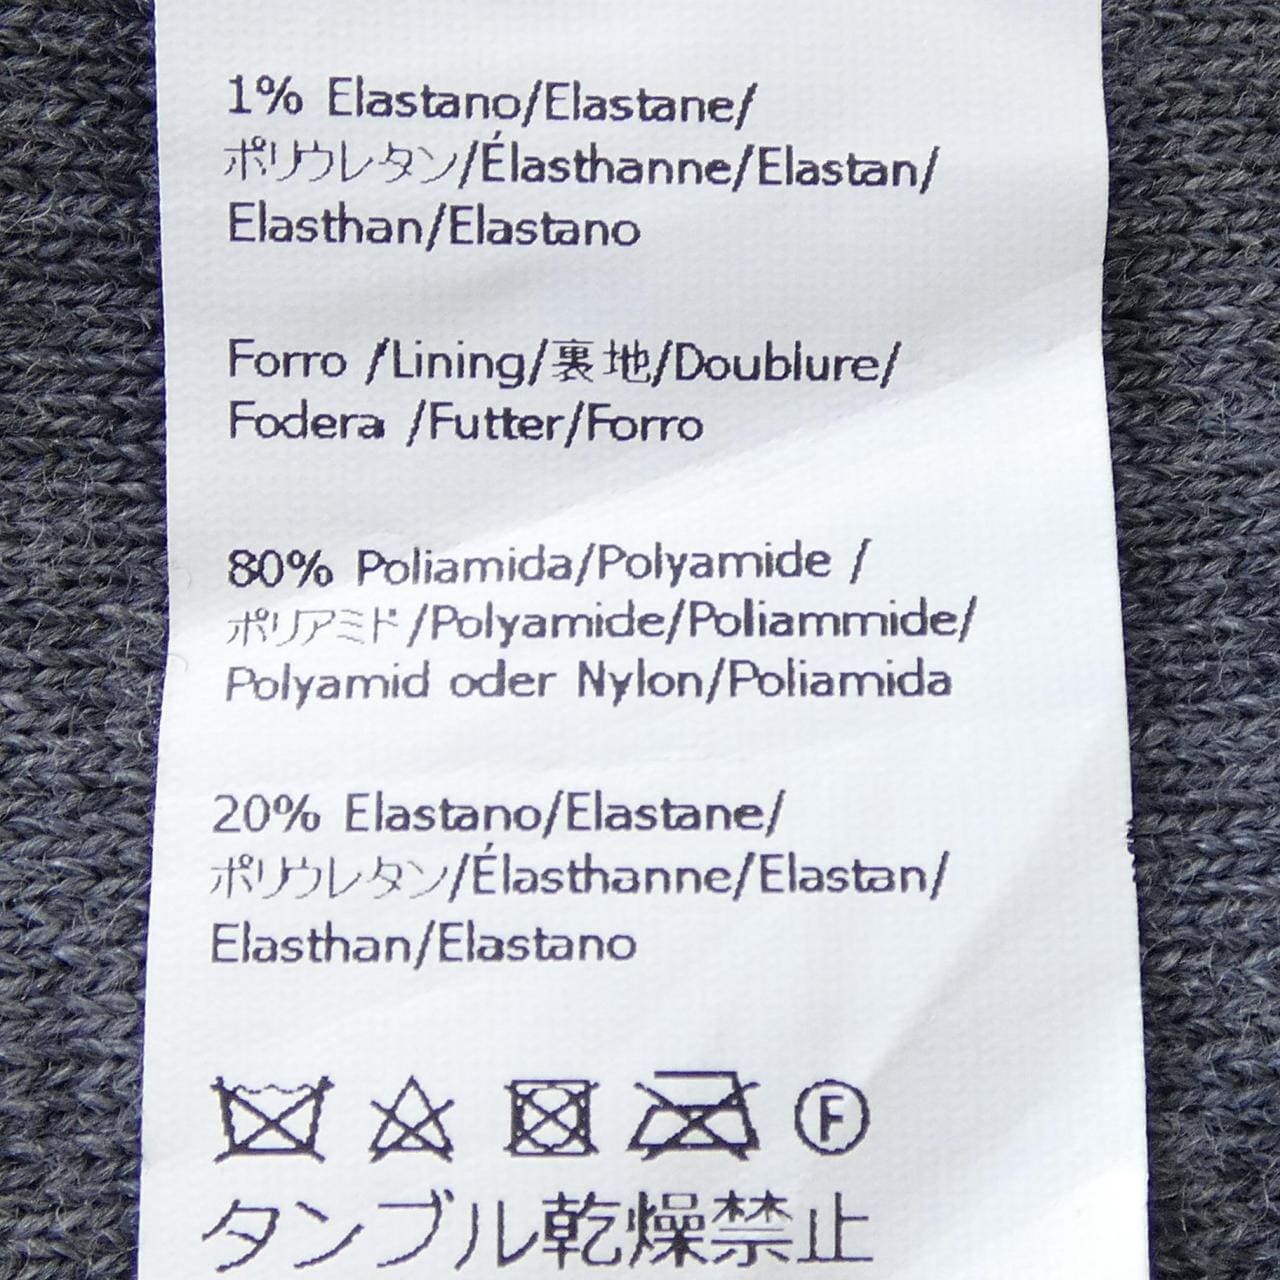 1% Elastano/Elastane/
ポリウレタン/Élasthanne/Elastan/
Elasthan/Elastano
Forro /Lining/裏地/Doublure/
Fodera /Futter/Forro
80% Poliamida/Polyamide /
ポリアミド/Polyamide/Poliammide/
Polyamid oder Nylon/Poliamida
20% Elastano/Elastane/
ポリウレタン/Élasthanne/Elastan/
Elasthan/Elastano
F
タンブル乾燥禁止